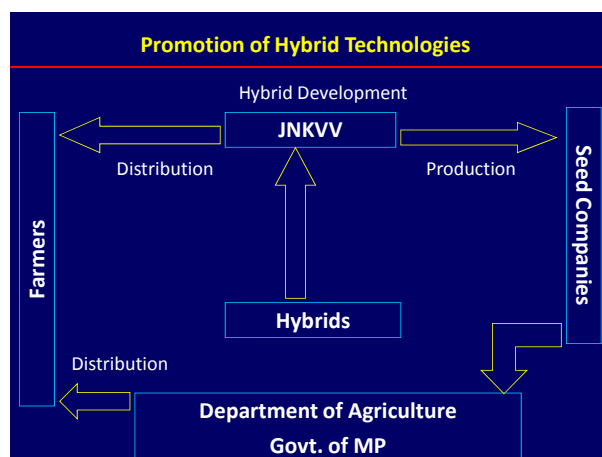 Promotion of Hybrid Technologies
Hybrid Development
JNKVV
Distribution
Production
Farmers
Seed Companies
Hybrids
Distribution
Department of Agriculture
Govt. of MP